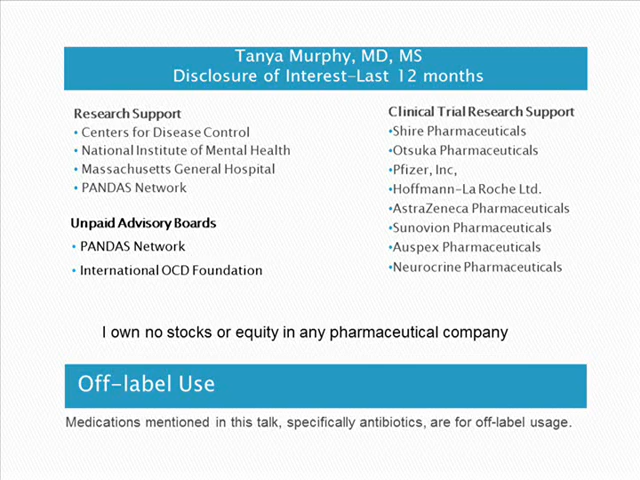 Tanya Murphy, MD, MS
Disclosure of Interest-Last 12 months
Research Support
• Centers for Disease Control
• National Institute of Mental Health
• Massachusetts General Hospital
• PANDAS Network
Unpaid Advisory Boards
• PANDAS Network
• International OCD Foundation
Clinical Trial Research Support
•Shire Pharmaceuticals
•Otsuka Pharmaceuticals
•Pfizer, Inc,
•Hoffmann-La Roche Ltd.
•AstraZeneca Pharmaceuticals
•Sunovion Pharmaceuticals
•Auspex Pharmaceuticals
•Neurocrine Pharmaceuticals
I own no stocks or equity in any pharmaceutical company
Off-label Use
Medications mentioned in this talk, specifically antibiotics, are for off-label usage.